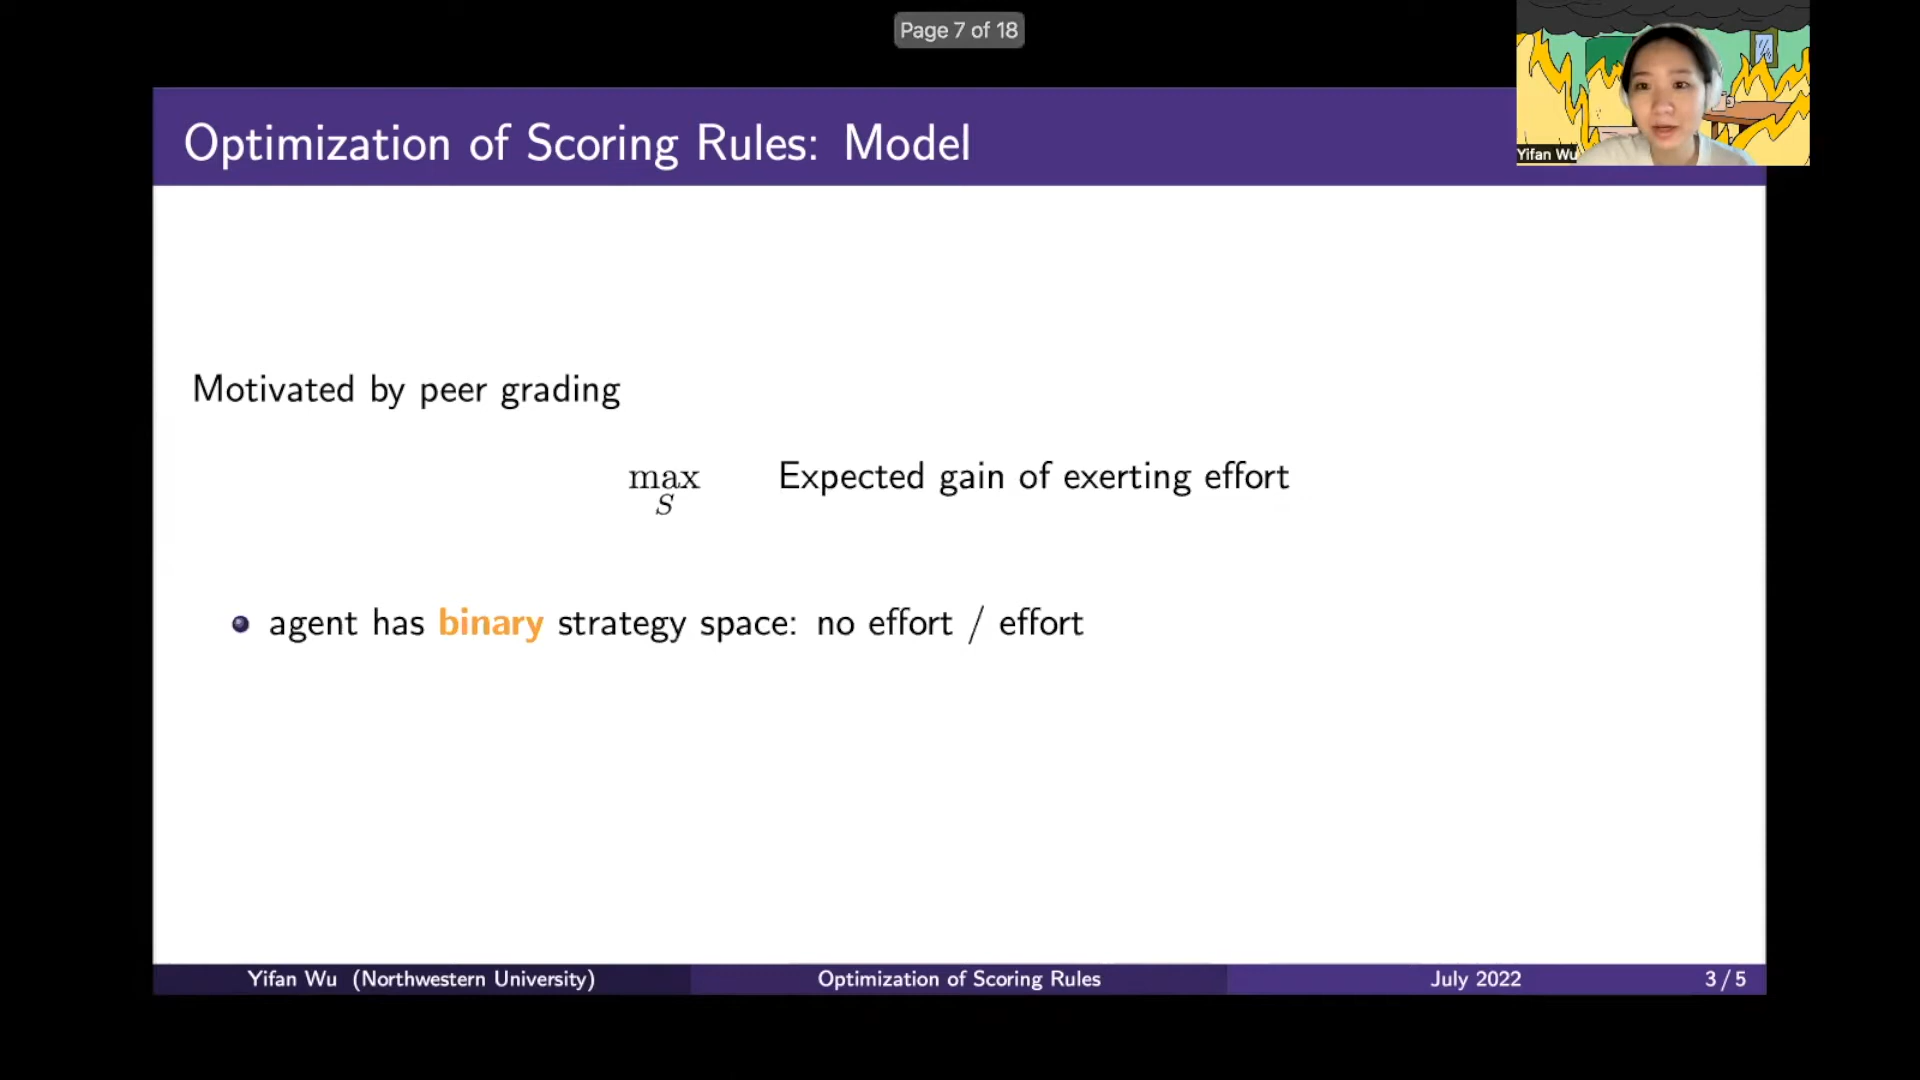 Page 7 of 18
Optimization of Scoring Rules: Model
Yifan Wu
Motivated by peer grading
max Expected gain of exerting effort
S
agent has binary strategy space: no effort / effort
Yifan Wu (Northwestern University) Optimization of Scoring Rules July 2022 3 / 5